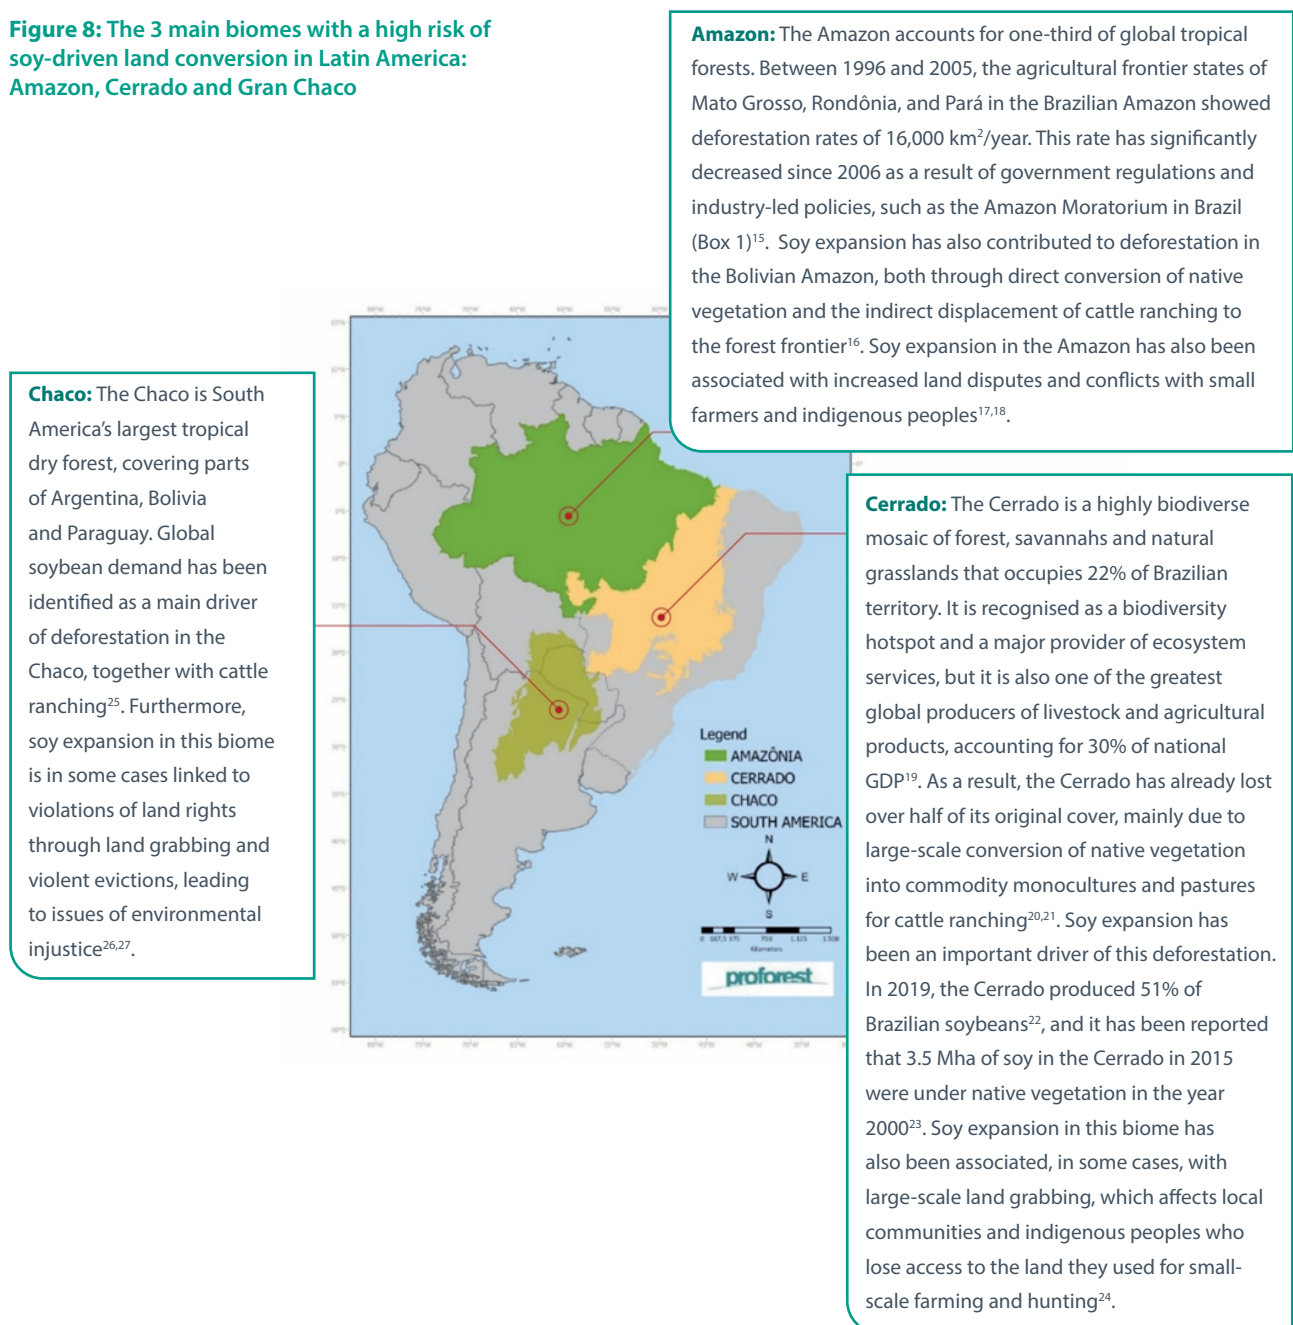 Figure 8: The 3 main biomes with a high risk of
soy-driven land conversion in Latin America:
Amazon, Cerrado and Gran Chaco
Amazon: The Amazon accounts for one-third of global tropical
forests. Between 1996 and 2005, the agricultural frontier states of
Mato Grosso, Rondônia, and Pará in the Brazilian Amazon showed
deforestation rates of 16,000 km²/year. This rate has significantly
decreased since 2006 as a result of government regulations and
industry-led policies, such as the Amazon Moratorium in Brazil
(Box 1)¹⁵. Soy expansion has also contributed to deforestation in
the Bolivian Amazon, both through direct conversion of native
vegetation and the indirect displacement of cattle ranching to
the forest frontier¹⁶. Soy expansion in the Amazon has also been
associated with increased land disputes and conflicts with small
farmers and indigenous peoples¹⁷,¹⁸.
Chaco: The Chaco is South
America's largest tropical
dry forest, covering parts
of Argentina, Bolivia
and Paraguay. Global
soybean demand has been
identified as a main driver
of deforestation in the
Chaco, together with cattle
ranching²⁵. Furthermore,
soy expansion in this biome
is in some cases linked to
violations of land rights
through land grabbing and
violent evictions, leading
to issues of environmental
injustice²⁶,²⁷.
Cerrado: The Cerrado is a highly biodiverse
mosaic of forest, savannahs and natural
grasslands that occupies 22% of Brazilian
territory. It is recognised as a biodiversity
hotspot and a major provider of ecosystem
services, but it is also one of the greatest
global producers of livestock and agricultural
products, accounting for 30% of national
GDP¹⁹. As a result, the Cerrado has already lost
over half of its original cover, mainly due to
large-scale conversion of native vegetation
into commodity monocultures and pastures
for cattle ranching²⁰,²¹. Soy expansion has
been an important driver of this deforestation.
In 2019, the Cerrado produced 51% of
Brazilian soybeans²², and it has been reported
that 3.5 Mha of soy in the Cerrado in 2015
were under native vegetation in the year
2000²³. Soy expansion in this biome has
also been associated, in some cases, with
large-scale land grabbing, which affects local
communities and indigenous peoples who
lose access to the land they used for small-
scale farming and hunting²⁴.
Legend
AMAZÔNIA
CERRADO
CHACO
SOUTH AMERICA
N
W E
S
0 187,5 375 750 1.125 1.500
Kilometers
proforest